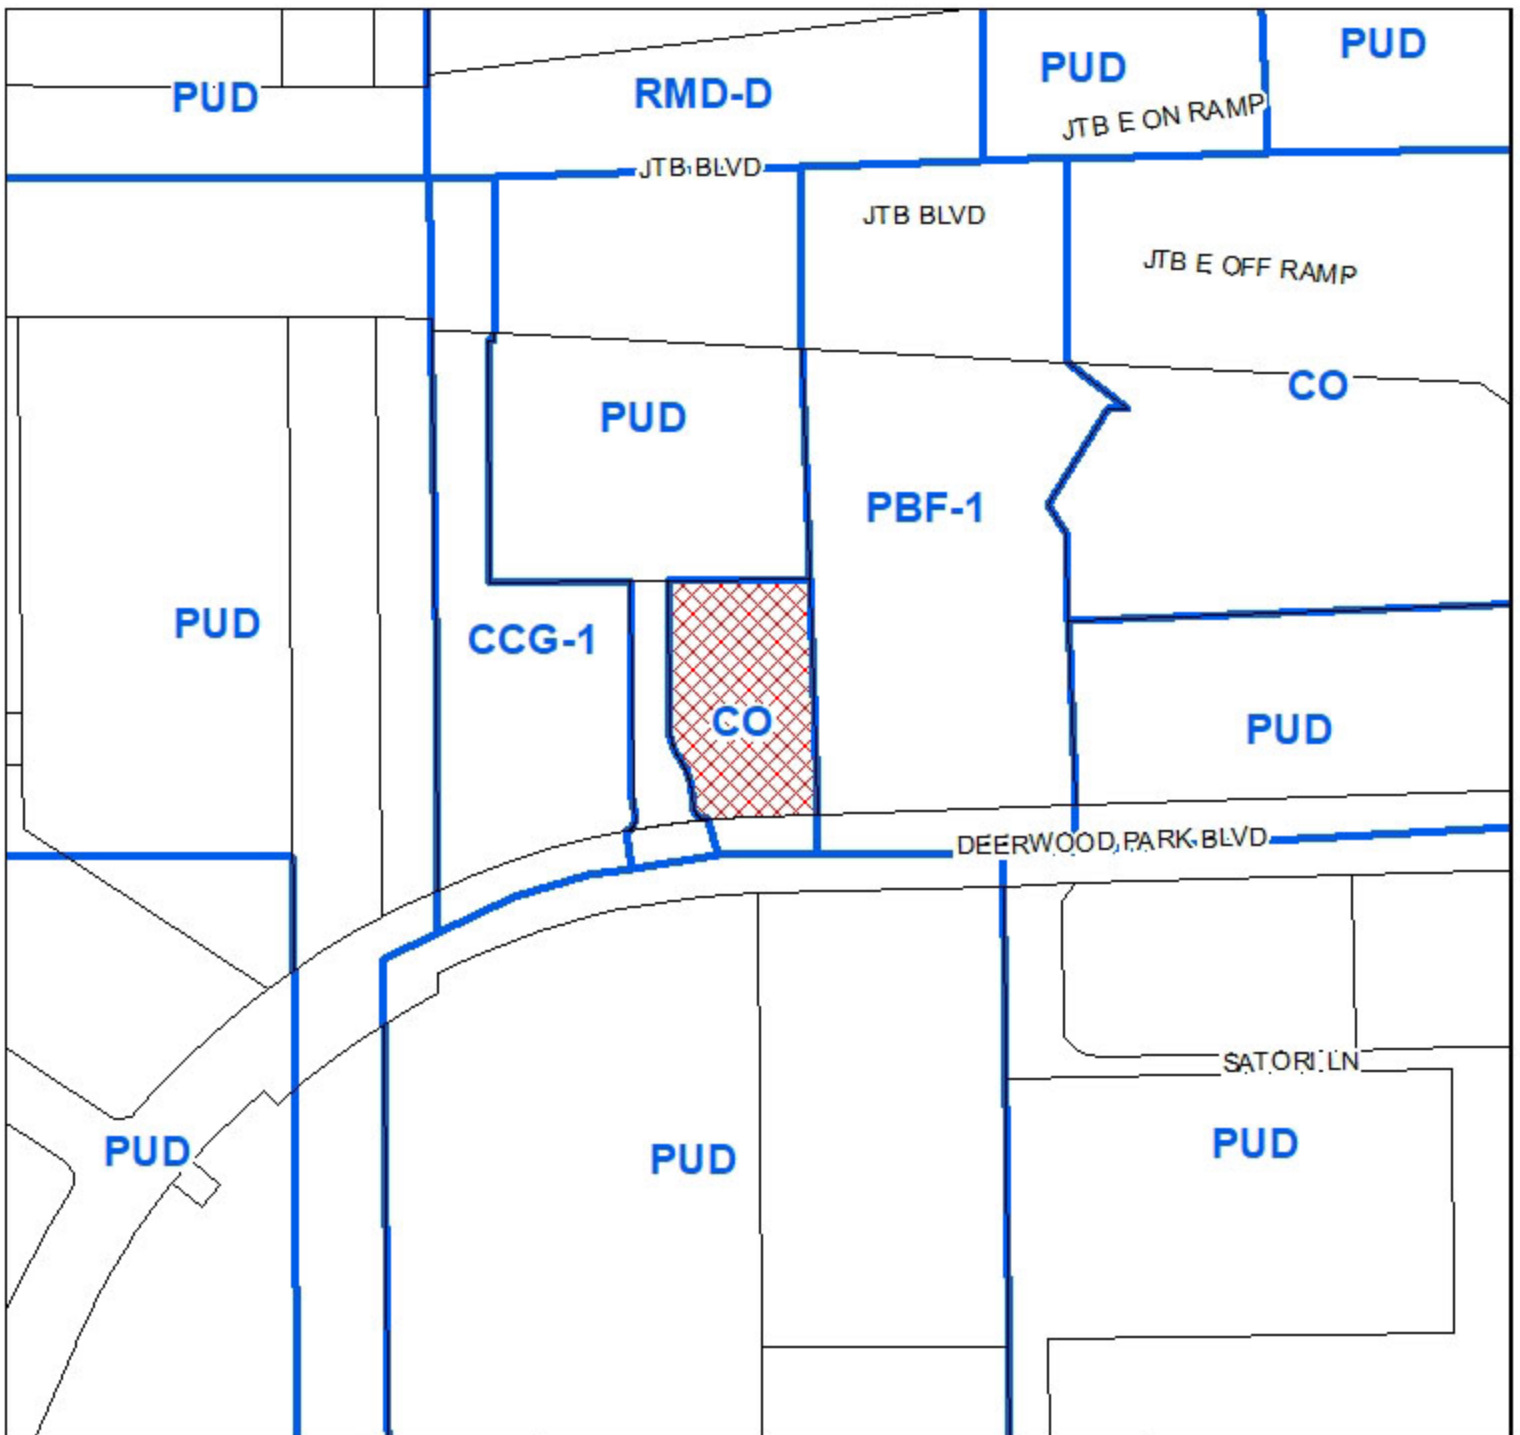 PUD
PUD
PUD
RMD-D
JTB E ON RAMP
JTB BLVD
JTB BLVD
JTB E OFF RAMP
CO
PUD
PBF-1
PUD
CCG-1
CO
PUD
DEERWOOD PARK BLVD
SATORI LN
PUD
PUD
PUD